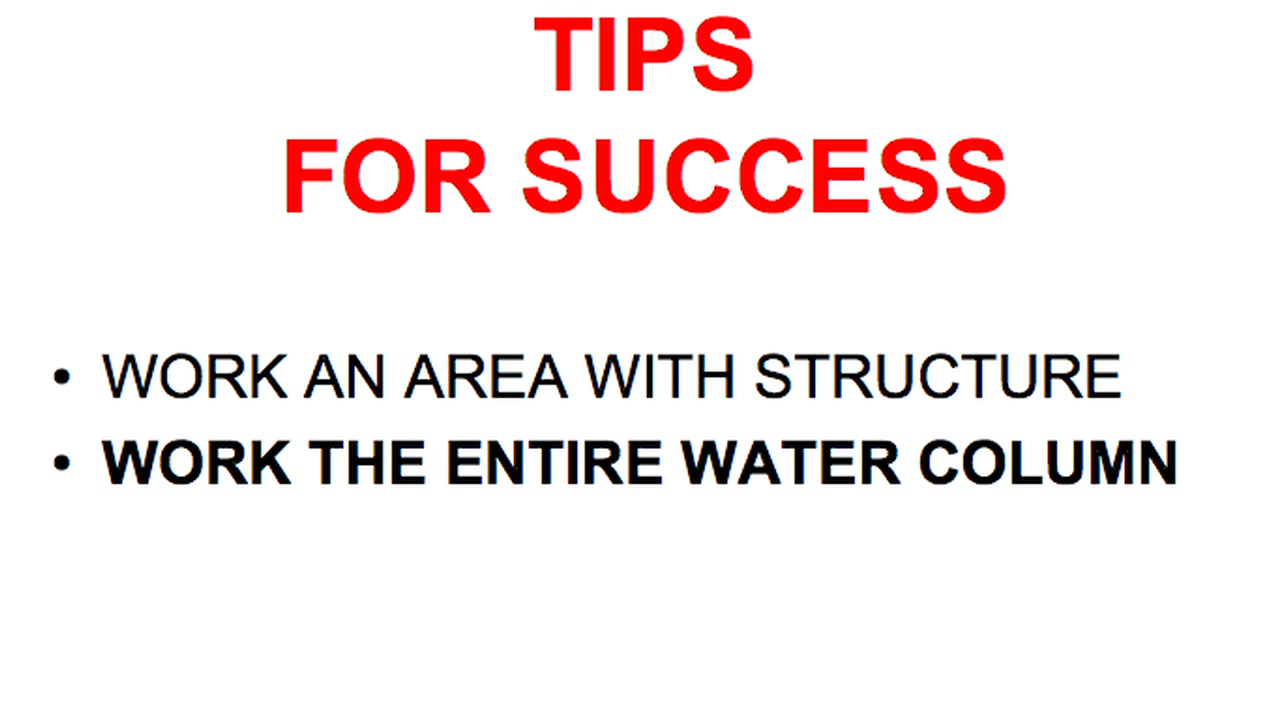 TIPS
FOR SUCCESS
• WORK AN AREA WITH STRUCTURE
• WORK THE ENTIRE WATER COLUMN